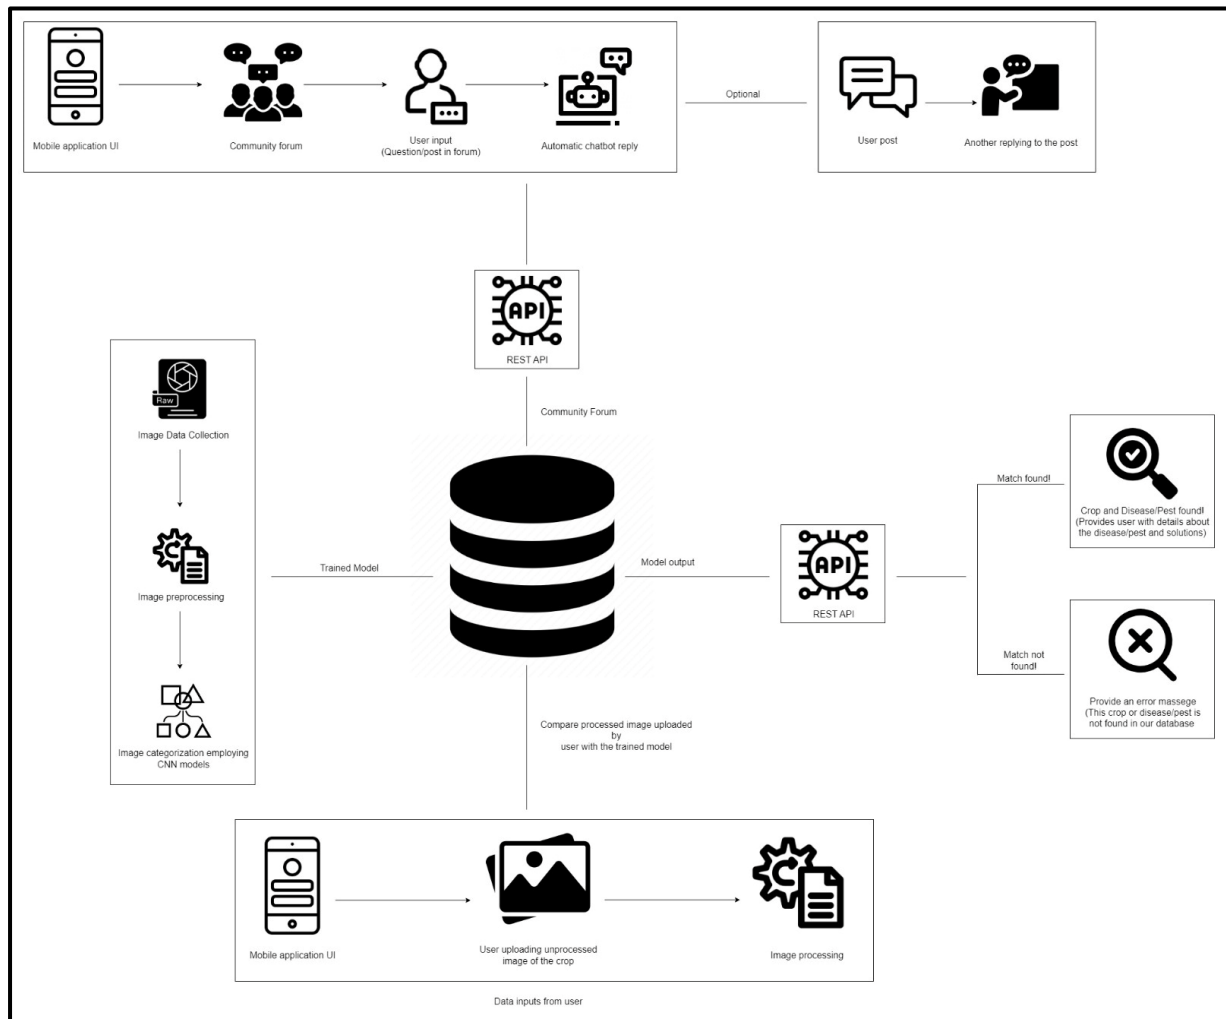 Mobile application UI
Community forum
User input
(Question/post in forum)
Automatic chatbot reply
Optional
User post
Another replying to the post
API
REST API
Community Forum
Raw
Image Data Collection
Image preprocessing
Image categorization employing
CNN models
Trained Model
Model output
API
REST API
Match found!
Crop and Disease/Pest found!
(Provides user with details about
the disease/pest and solutions)
Match not
found!
Provide an error massege
(This crop or disease/pest is
not found in our database
Compare processed image uploaded
by
user with the trained model
Mobile application UI
User uploading unprocessed
image of the crop
Image processing
Data inputs from user